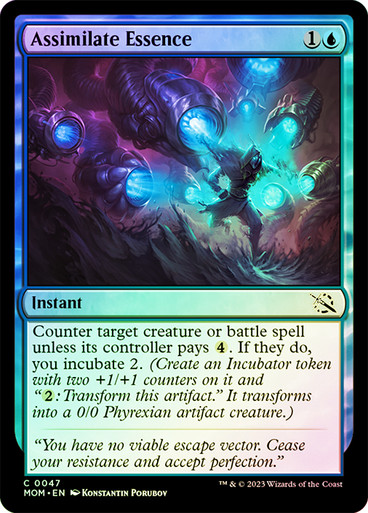 Assimilate Essence 1
Instant
Counter target creature or battle spell
unless its controller pays 4. If they do,
you incubate 2. (Create an Incubator token
with two +1/+1 counters on it and
“2: Transform this artifact.” It transforms
into a 0/0 Phyrexian artifact creature.)
“You have no viable escape vector. Cease
your resistance and accept perfection.”
C 0047
MOM • EN Konstantin Porubov
™ & © 2023 Wizards of the Coast